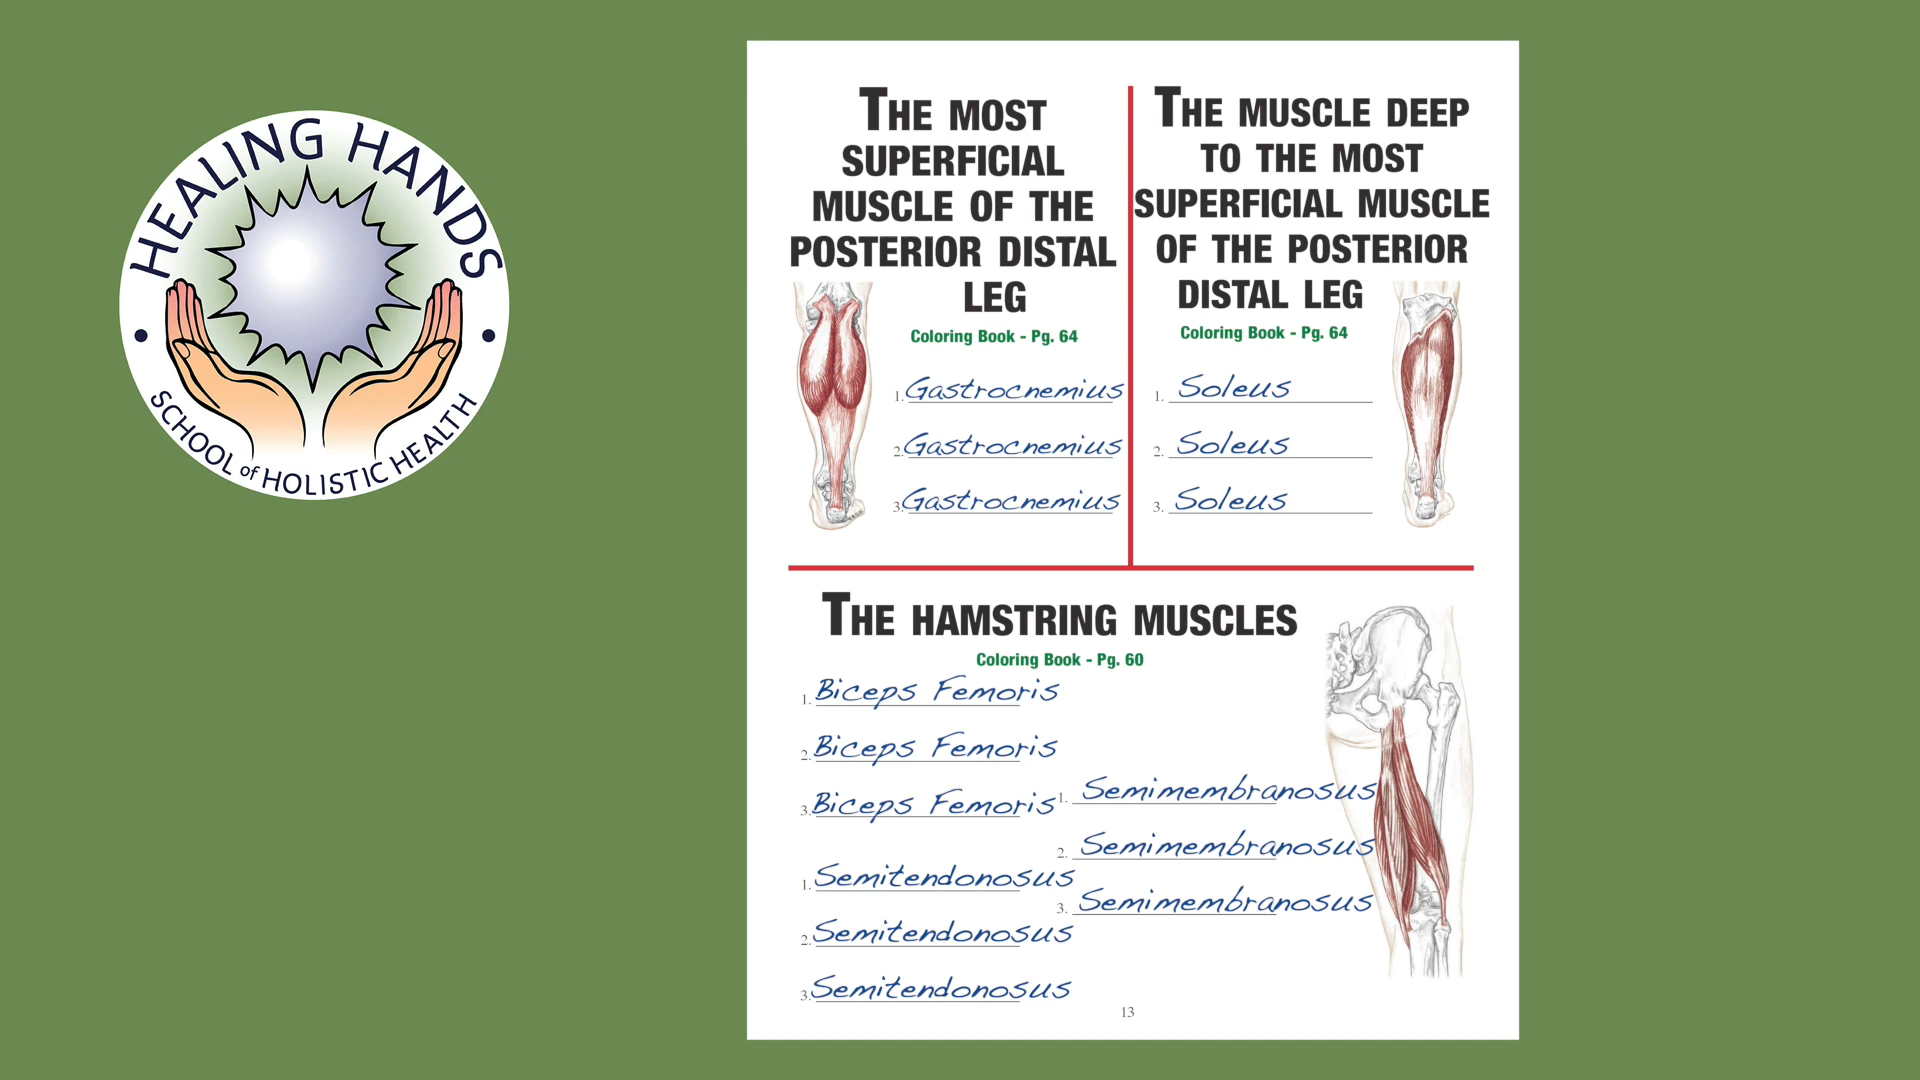 HEALING HANDS
SCHOOL of HOLISTIC HEALTH
THE MOST
SUPERFICIAL
MUSCLE OF THE
POSTERIOR DISTAL
LEG
Coloring Book - Pg. 64
1. Gastrocnemius
2. Gastrocnemius
3. Gastrocnemius
THE MUSCLE DEEP
TO THE MOST
SUPERFICIAL MUSCLE
OF THE POSTERIOR
DISTAL LEG
Coloring Book - Pg. 64
1. Soleus
2. Soleus
3. Soleus
THE HAMSTRING MUSCLES
Coloring Book - Pg. 60
1. Biceps Femoris
2. Biceps Femoris
3. Biceps Femoris
1. Semitendonosus
2. Semitendonosus
3. Semitendonosus
1. Semimembranosus
2. Semimembranosus
3. Semimembranosus
13